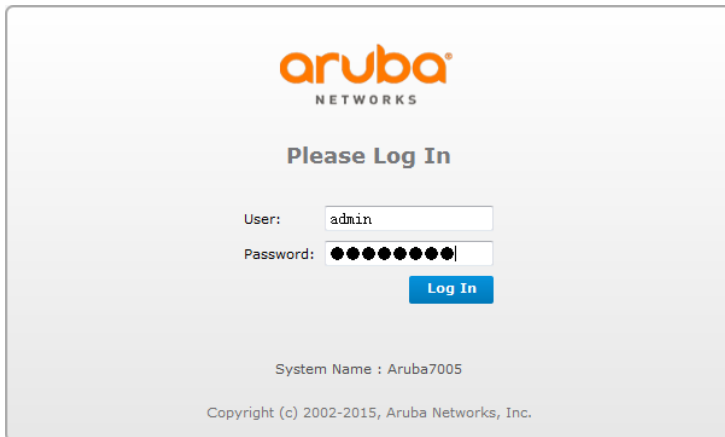 aruba®
NETWORKS
Please Log In
User: admin
Password: ●●●●●●●●
Log In
System Name : Aruba7005
Copyright (c) 2002-2015, Aruba Networks, Inc.